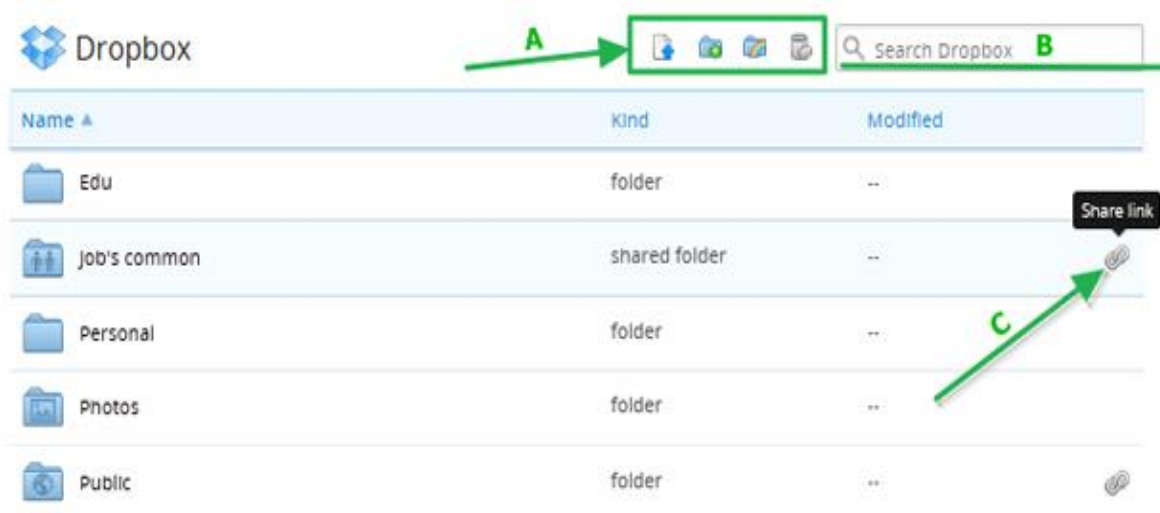 Dropbox
A
Search Dropbox B
Name Kind Modified
Edu folder --
Share link
Job's common shared folder --
C
Personal folder --
Photos folder --
Public folder --